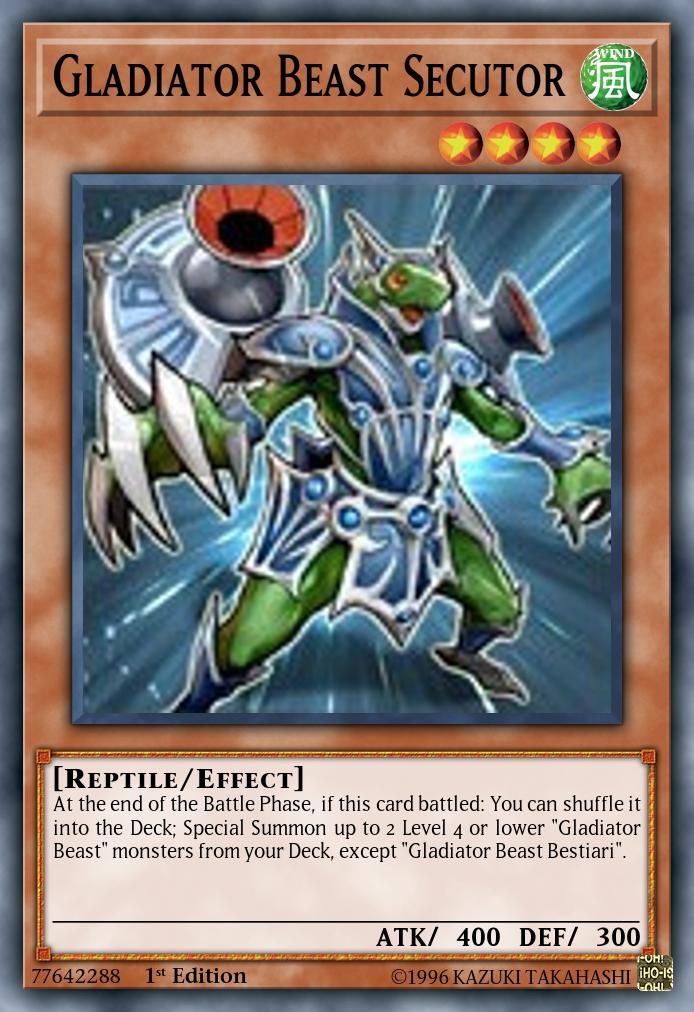 GLADIATOR BEAST SECUTOR
WIND
風
[REPTILE/EFFECT]
At the end of the Battle Phase, if this card battled: You can shuffle it
into the Deck; Special Summon up to 2 Level 4 or lower "Gladiator
Beast" monsters from your Deck, except "Gladiator Beast Bestiari".
ATK/ 400 DEF/ 300
77642288 1st Edition ©1996 KAZUKI TAKAHASHI